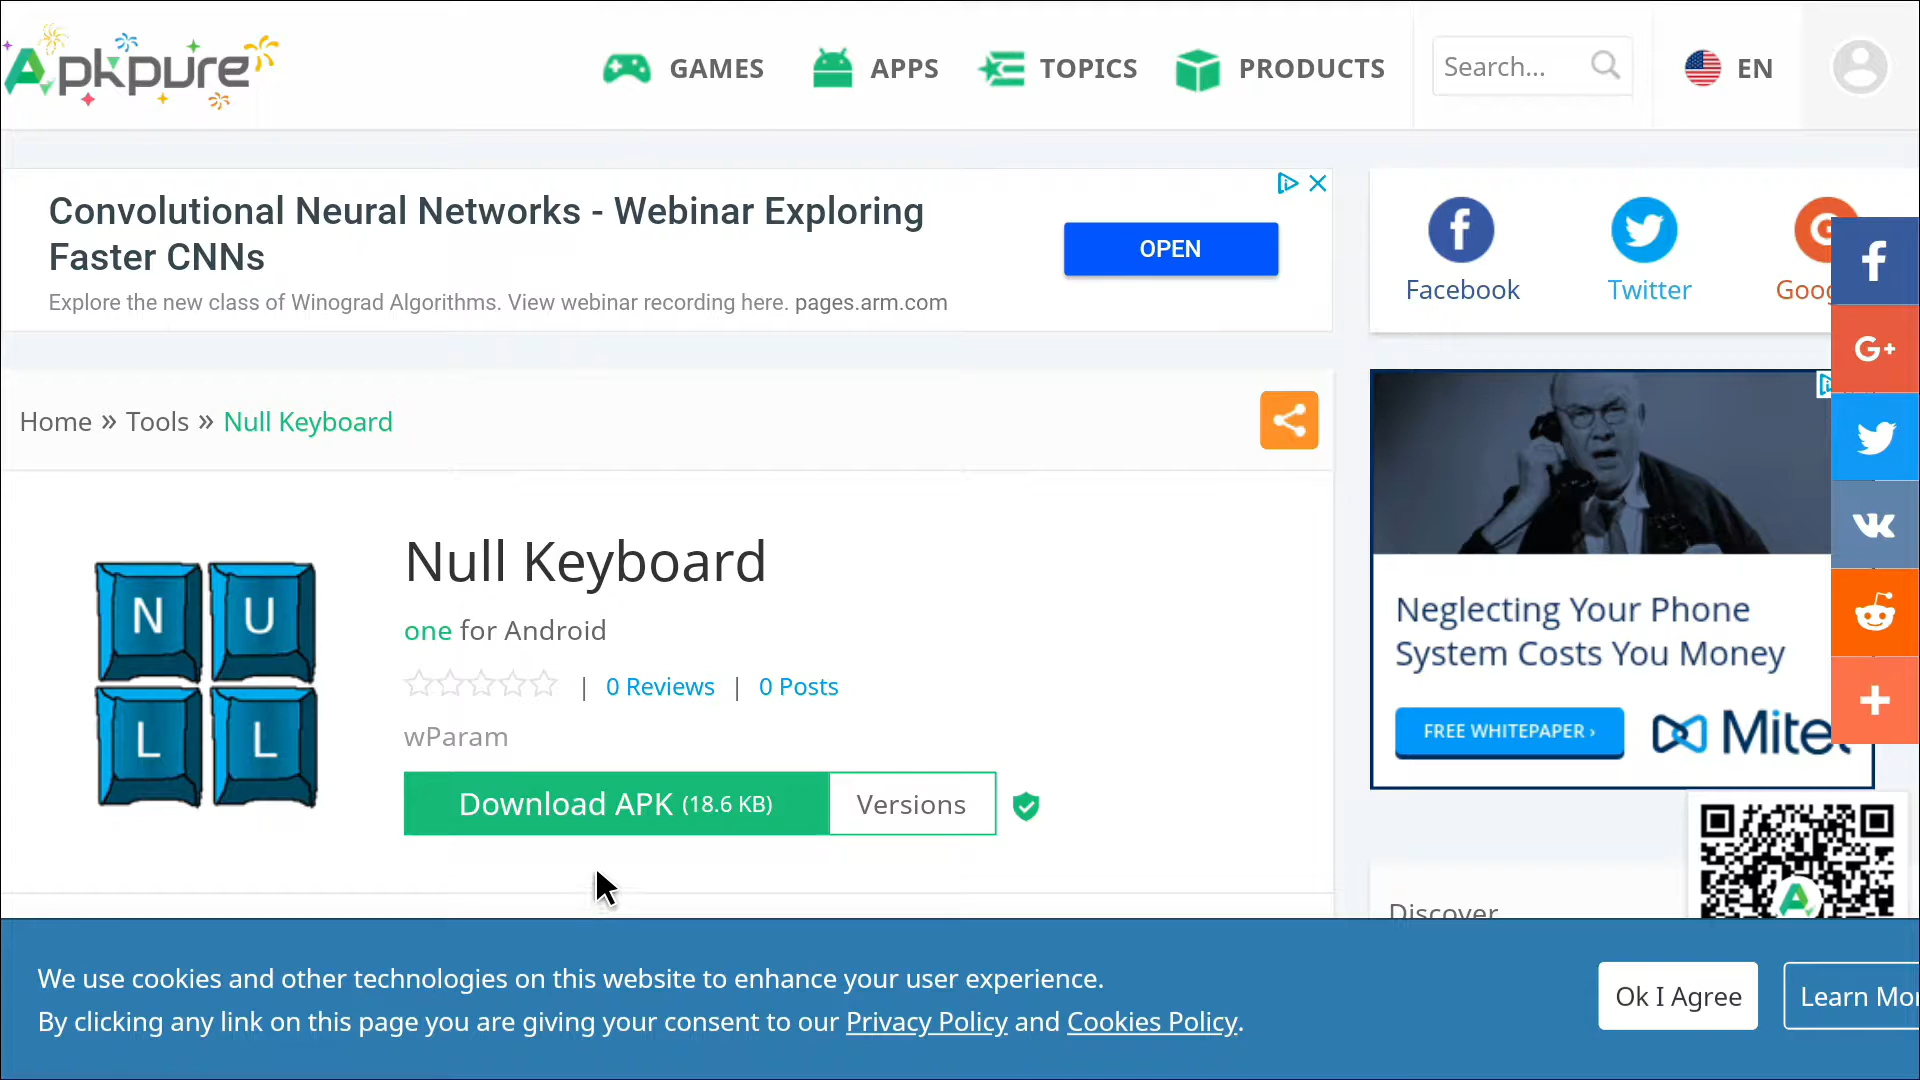 Apkpure
GAMES
APPS
TOPICS
PRODUCTS
Search...
EN
Convolutional Neural Networks - Webinar Exploring
Faster CNNs
Explore the new class of Winograd Algorithms. View webinar recording here. pages.arm.com
OPEN
Facebook
Twitter
Goog
G+
Home » Tools » Null Keyboard
N U
L L
Null Keyboard
one for Android
| 0 Reviews | 0 Posts
wParam
Download APK (18.6 KB)
Versions
Neglecting Your Phone
System Costs You Money
FREE WHITEPAPER ›
Mitel
Discover
We use cookies and other technologies on this website to enhance your user experience.
By clicking any link on this page you are giving your consent to our Privacy Policy and Cookies Policy.
Ok I Agree
Learn Mor